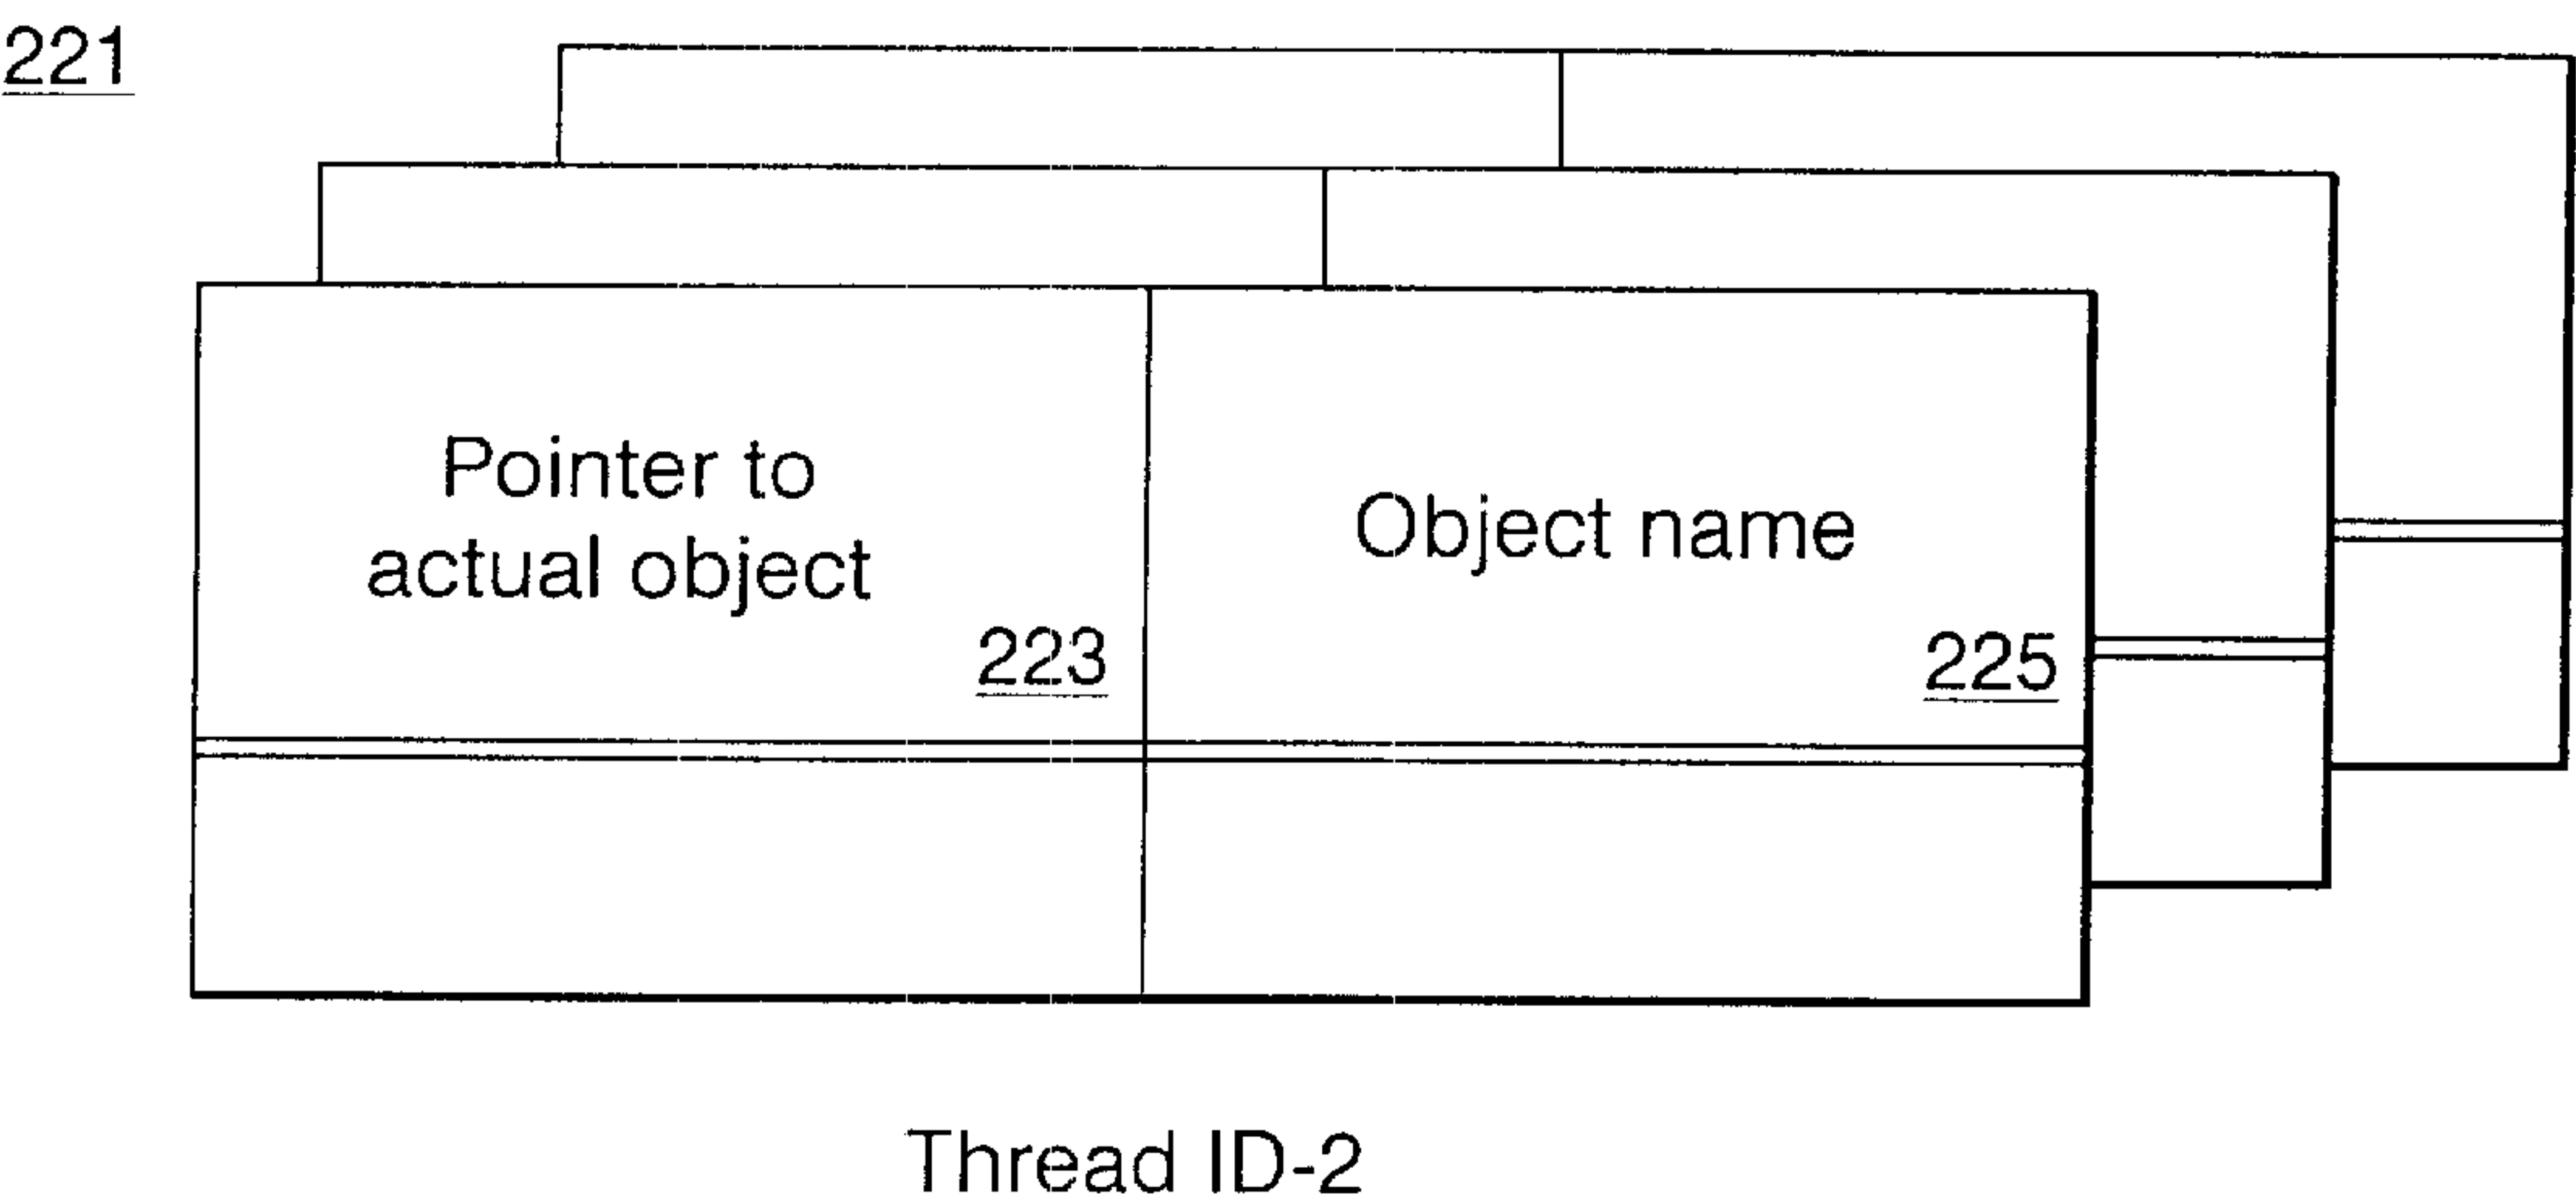 221
Pointer to
actual object
223
Object name
225
Thread ID-2